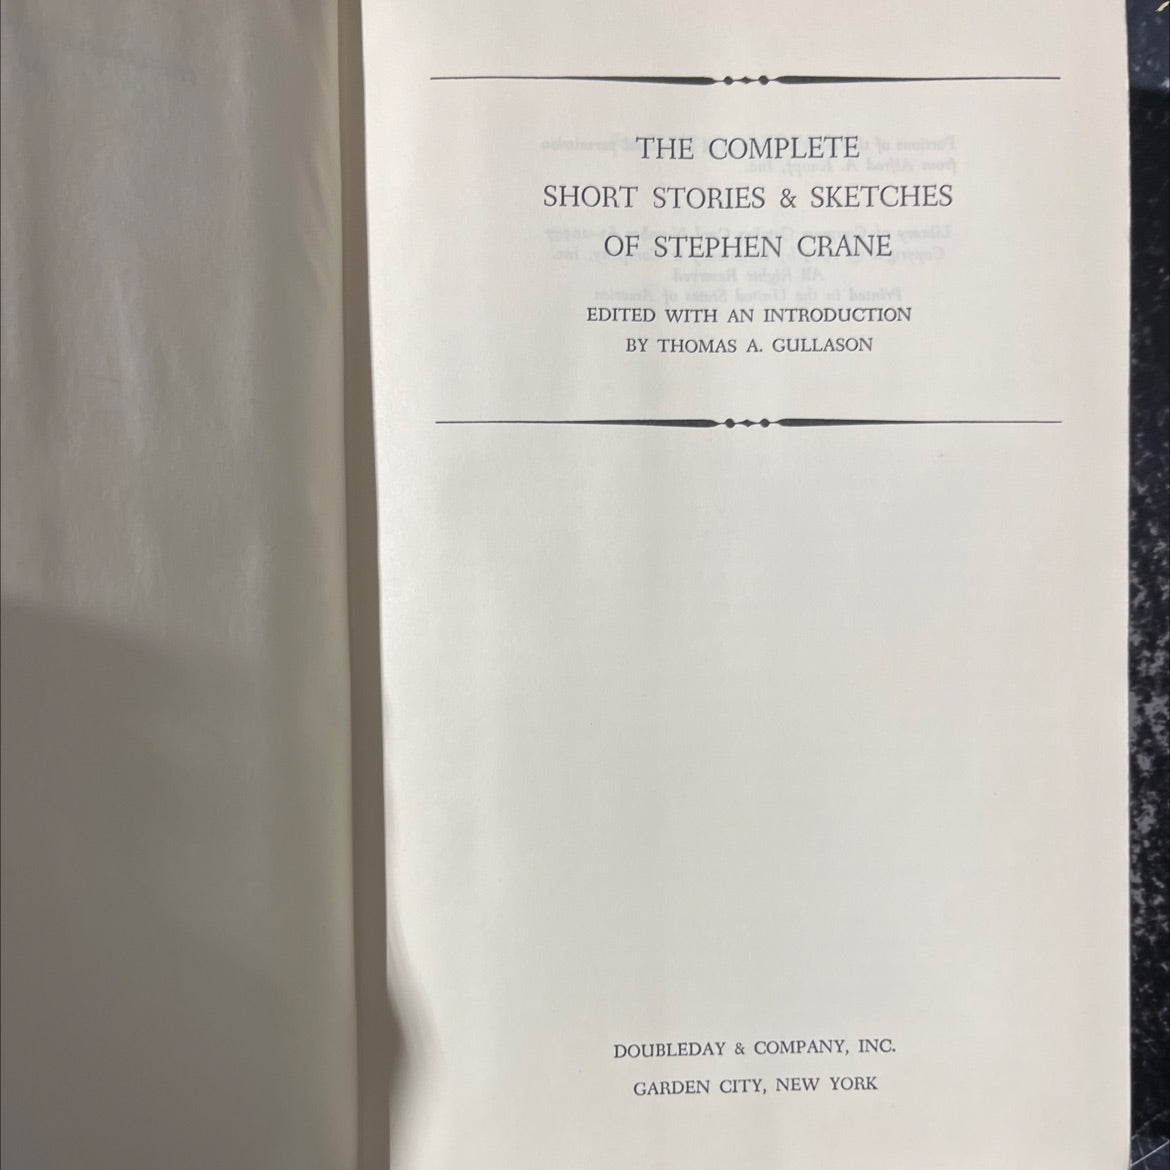 THE COMPLETE
SHORT STORIES & SKETCHES
OF STEPHEN CRANE
EDITED WITH AN INTRODUCTION
BY THOMAS A. GULLASON
DOUBLEDAY & COMPANY, INC.
GARDEN CITY, NEW YORK